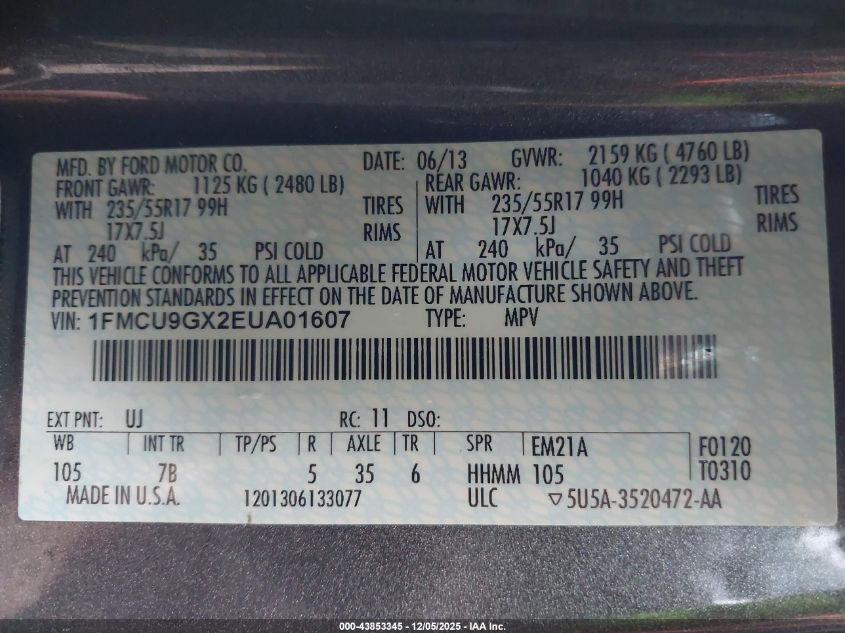 MFD. BY FORD MOTOR CO. DATE: 06/13 GVWR: 2159 KG ( 4760 LB)
FRONT GAWR: 1125 KG ( 2480 LB) REAR GAWR: 1040 KG ( 2293 LB)
WITH 235/55R17 99H TIRES WITH 235/55R17 99H TIRES
17X7.5J RIMS 17X7.5J RIMS
AT 240 kPa/ 35 PSI COLD AT 240 kPa/ 35 PSI COLD
THIS VEHICLE CONFORMS TO ALL APPLICABLE FEDERAL MOTOR VEHICLE SAFETY AND THEFT
PREVENTION STANDARDS IN EFFECT ON THE DATE OF MANUFACTURE SHOWN ABOVE.
VIN: 1FMCU9GX2EUA01607 TYPE: MPV
EXT PNT: UJ RC: 11 DSO:
WB INT TR TP/PS R AXLE TR SPR EM21A F0120
105 7B 5 35 6 HHMM 105 T0310
MADE IN U.S.A. 1201306133077 ULC ▽5U5A-3520472-AA
000-43853345 - 12/05/2025 - IAA Inc.